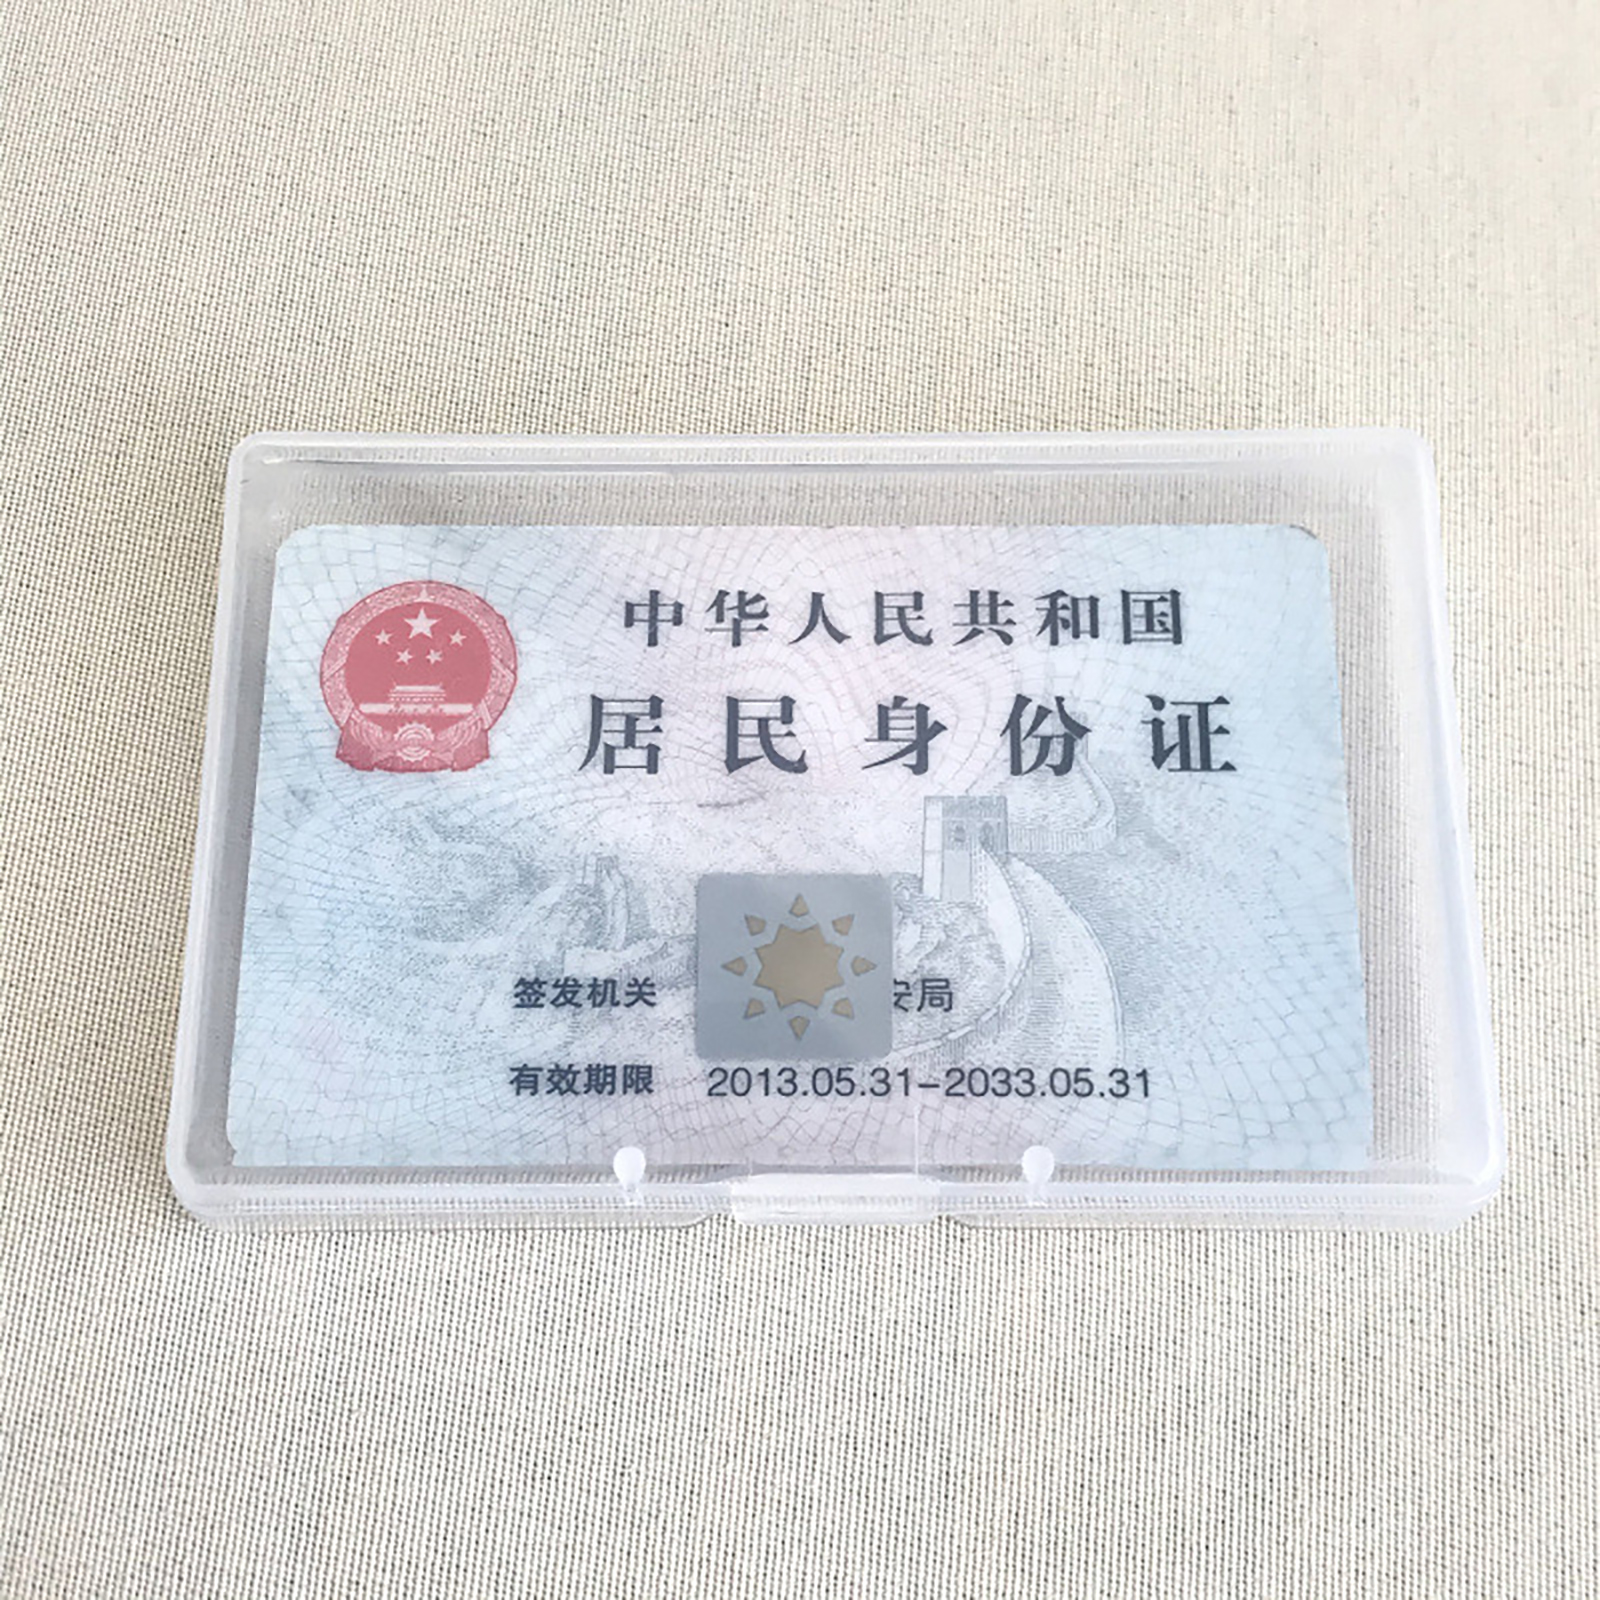 中华人民共和国
居民身份证
签发机关 安局
有效期限 2013.05.31-2033.05.31